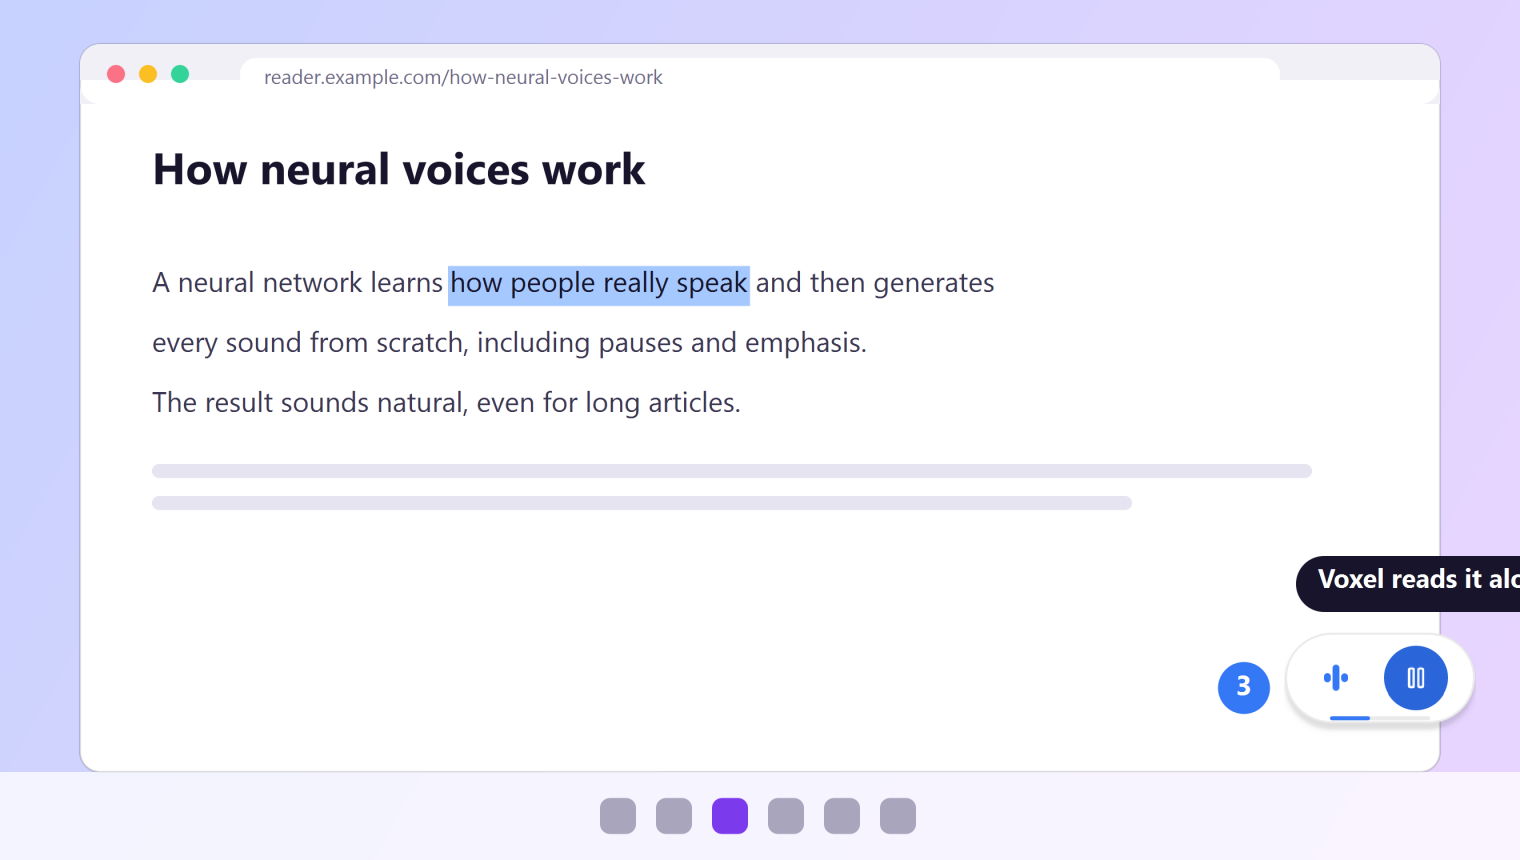 reader.example.com/how-neural-voices-work
How neural voices work
A neural network learns how people really speak and then generates
every sound from scratch, including pauses and emphasis.
The result sounds natural, even for long articles.
Voxel reads it
3